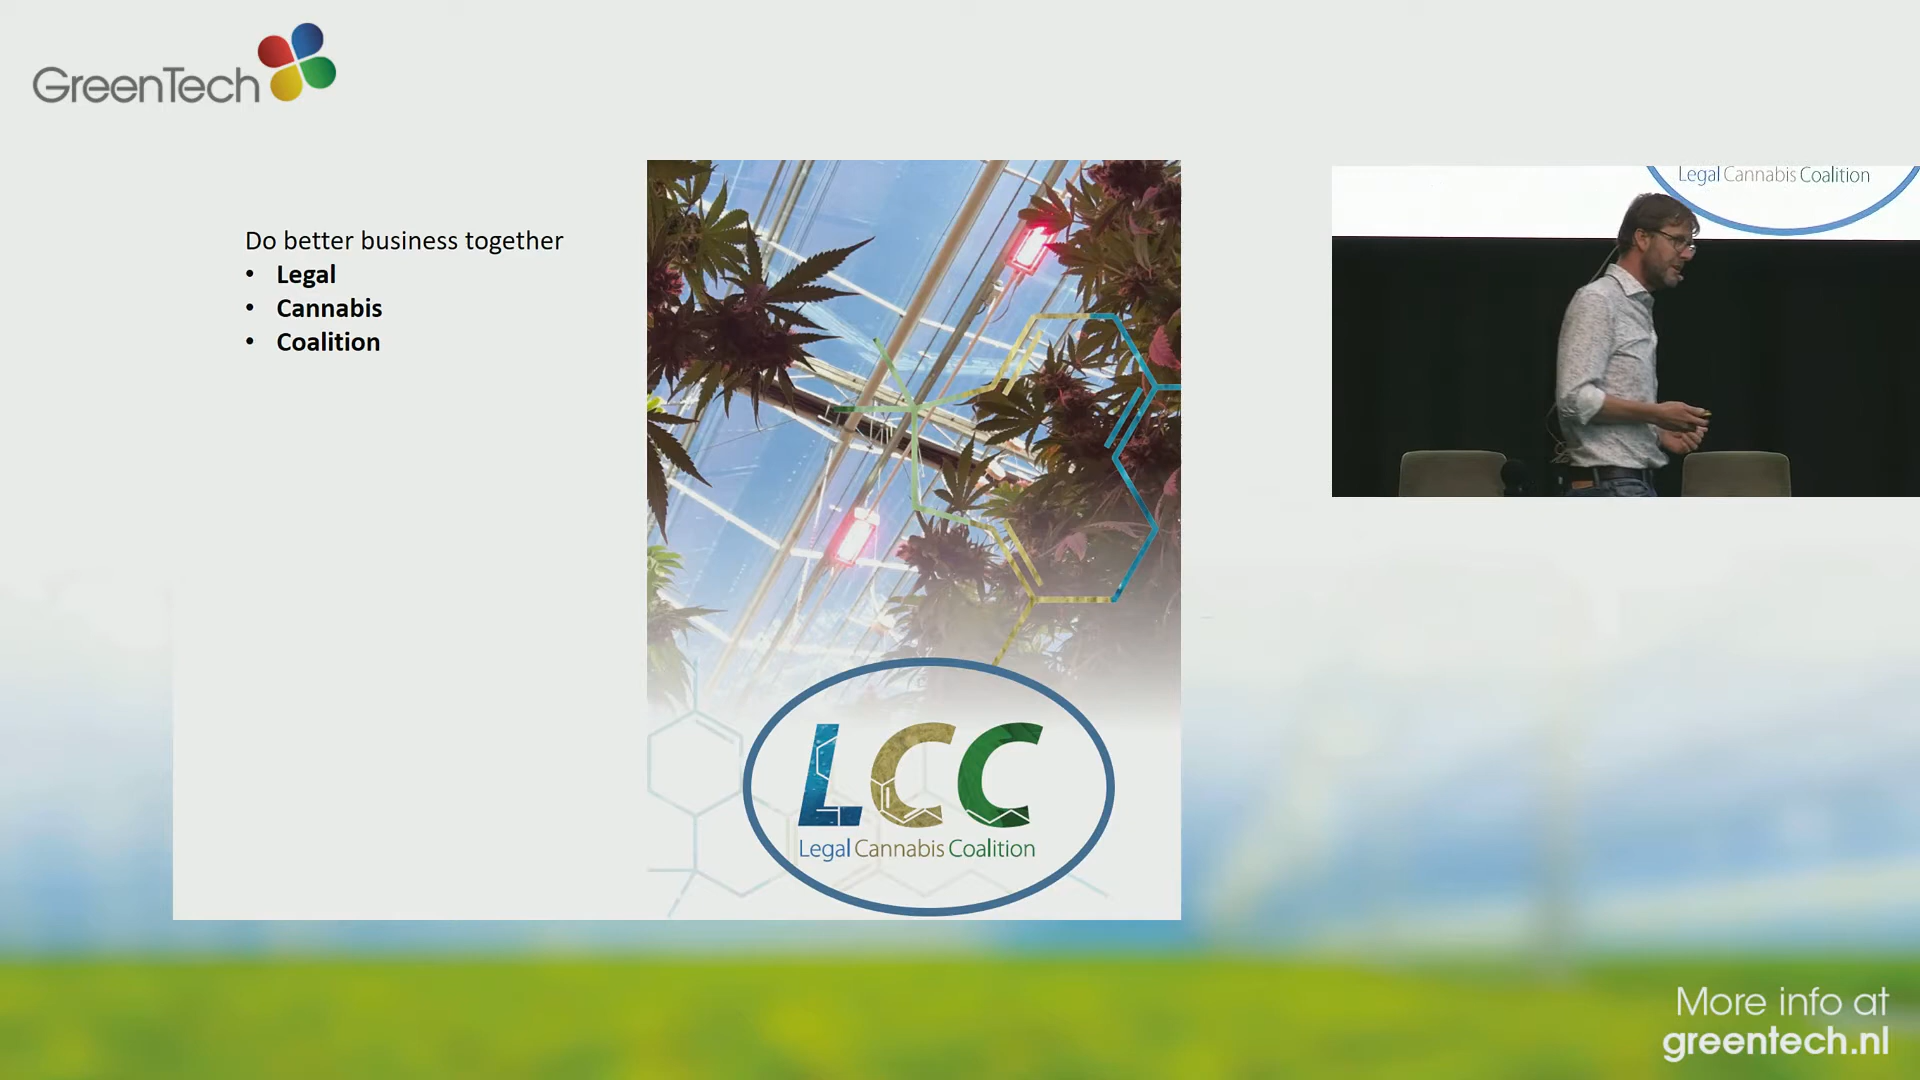 GreenTech
Do better business together
• Legal
• Cannabis
• Coalition
Legal Cannabis Coalition
LCC
Legal Cannabis Coalition
More info at
greentech.nl